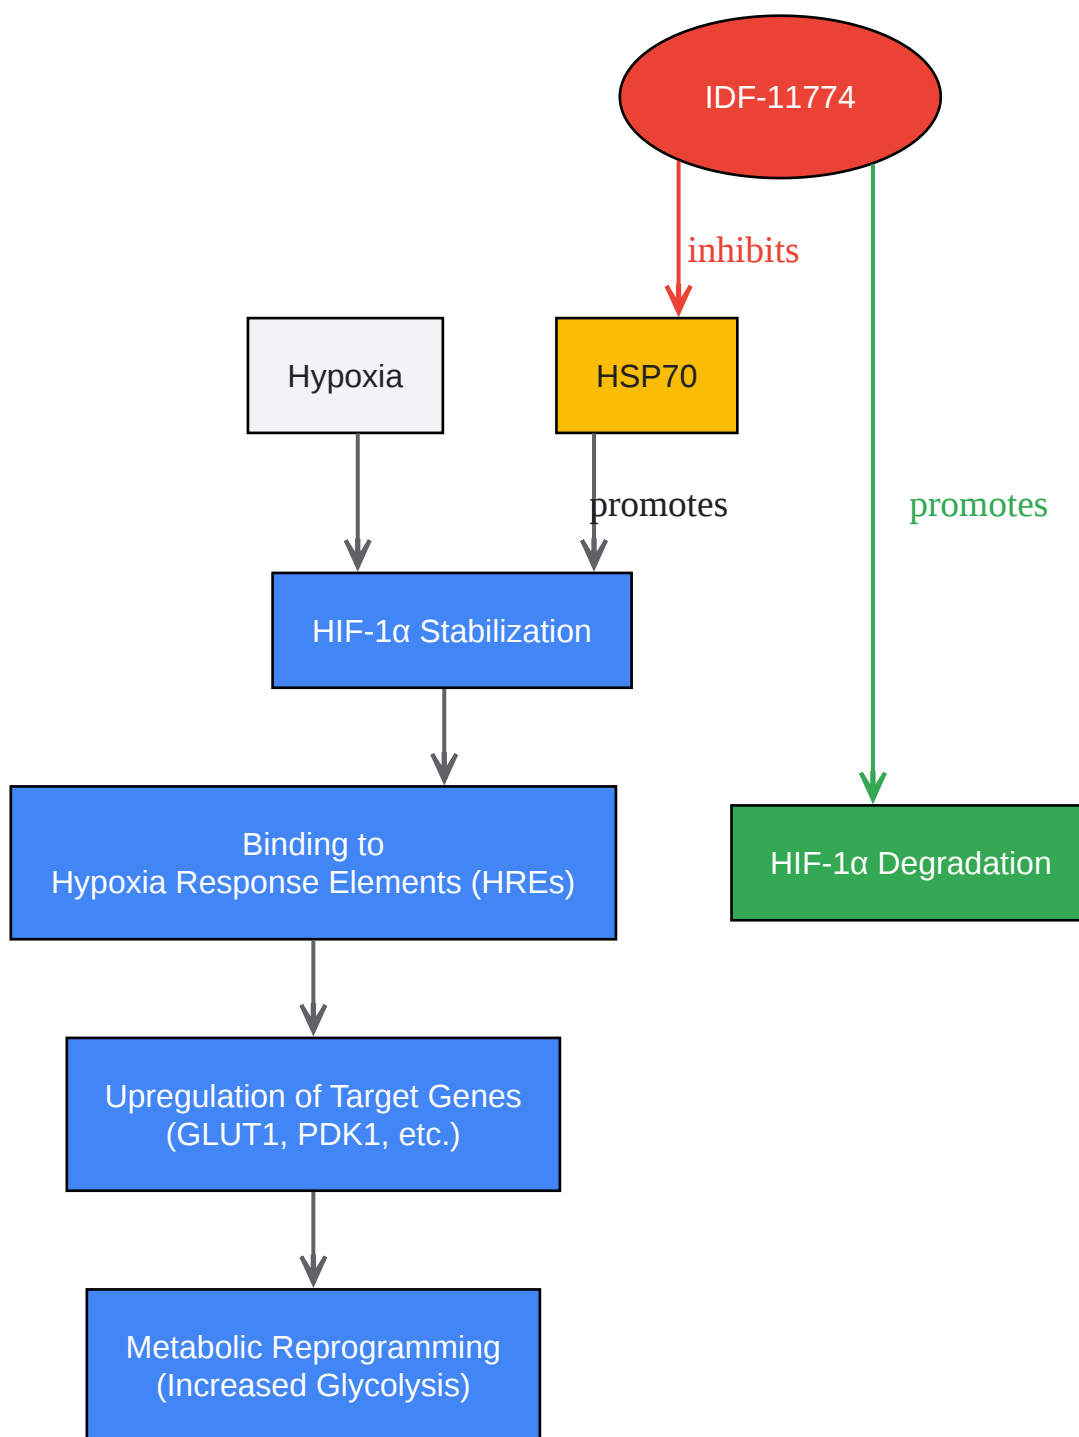 IDF-11774
inhibits
Hypoxia
HSP70
promotes
promotes
HIF-1α Stabilization
Binding to
Hypoxia Response Elements (HREs)
HIF-1α Degradation
Upregulation of Target Genes
(GLUT1, PDK1, etc.)
Metabolic Reprogramming
(Increased Glycolysis)